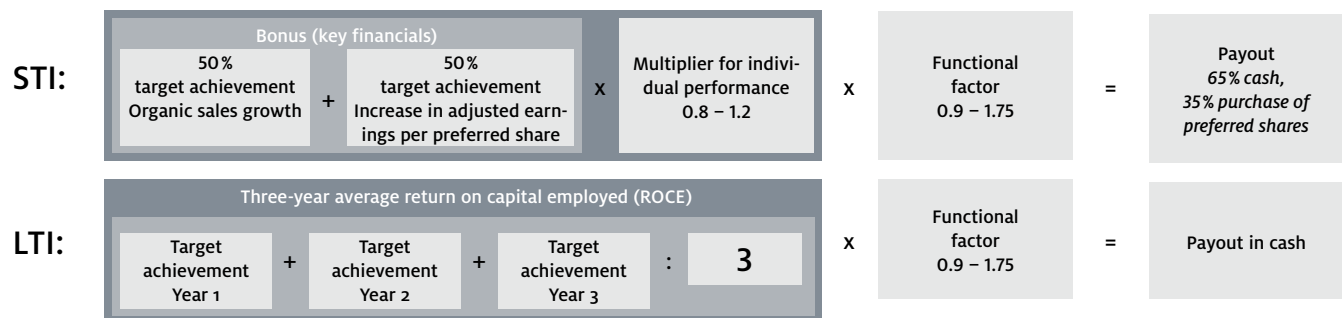 STI:
Bonus (key financials)
50 %
target achievement
Organic sales growth
+
50 %
target achievement
Increase in adjusted earn-
ings per preferred share
x
Multiplier for indivi-
dual performance
0.8 – 1.2
x
Functional
factor
0.9 – 1.75
=
Payout
65% cash,
35% purchase of
preferred shares
LTI:
Three-year average return on capital employed (ROCE)
Target
achievement
Year 1
+
Target
achievement
Year 2
+
Target
achievement
Year 3
:
3
x
Functional
factor
0.9 – 1.75
=
Payout in cash